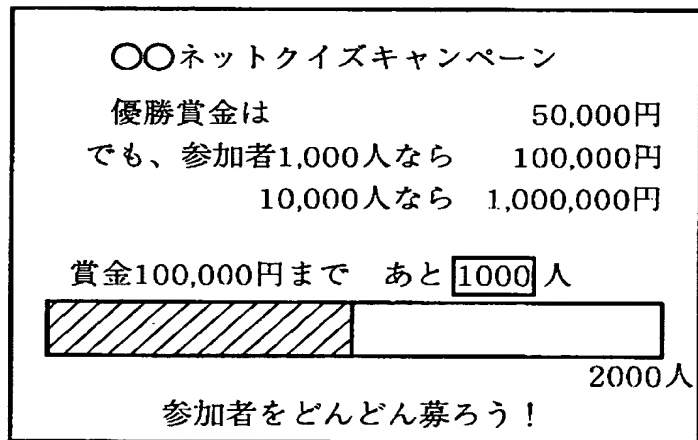 ○○ネットクイズキャンペーン
優勝賞金は 50,000円
でも、参加者1,000人なら 100,000円
10,000人なら 1,000,000円
賞金100,000円まで あと1000人
2000人
参加者をどんどん募ろう！